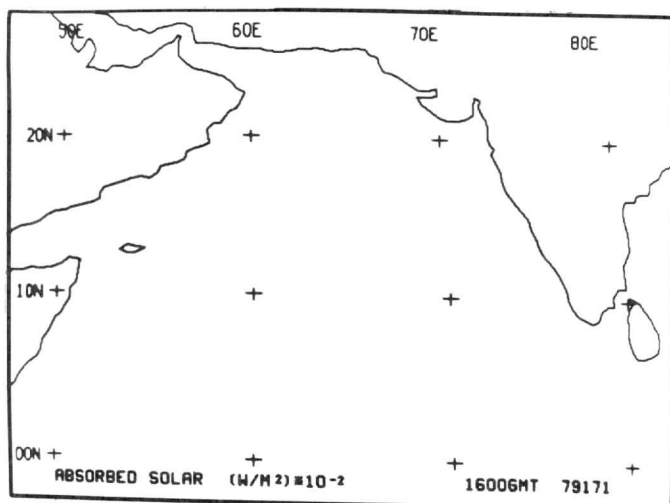 50E 60E 70E 80E
20N
10N
00N
ABSORBED SOLAR (W/M²)*10⁻² 1600GMT 79171